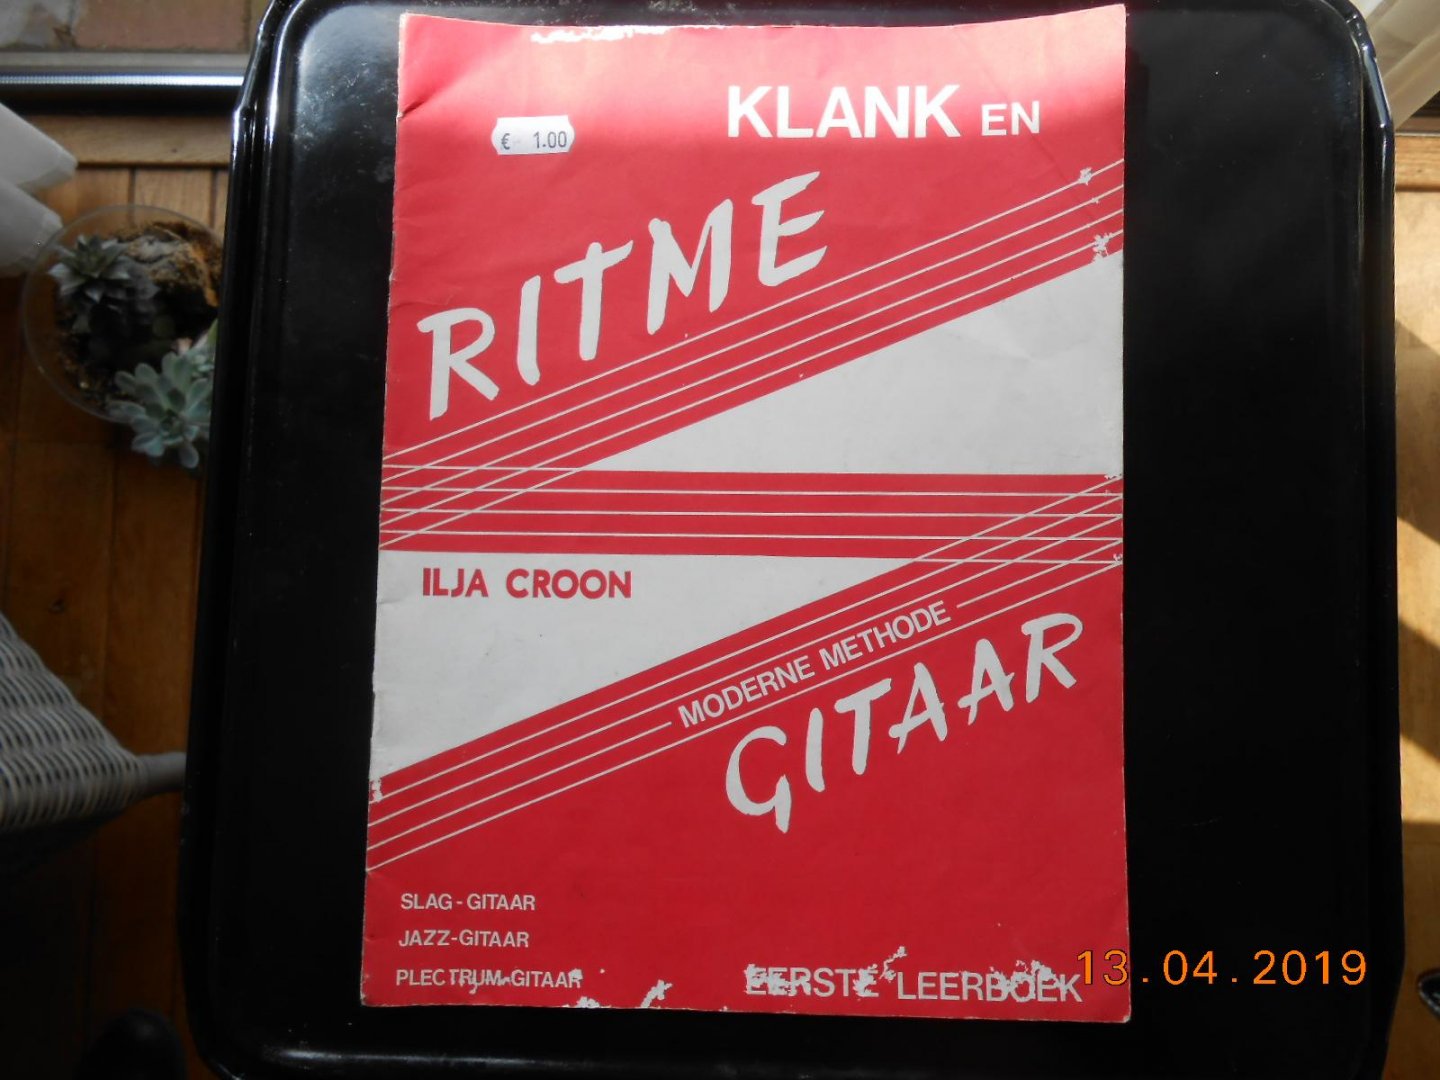 KLANK EN
€ 1.00
RITME
ILJA CROON
MODERNE METHODE
GITAAR
SLAG-GITAAR
JAZZ-GITAAR
PLECTRUM-GITAAR
EERSTE LEERBOEK
13.04.2019